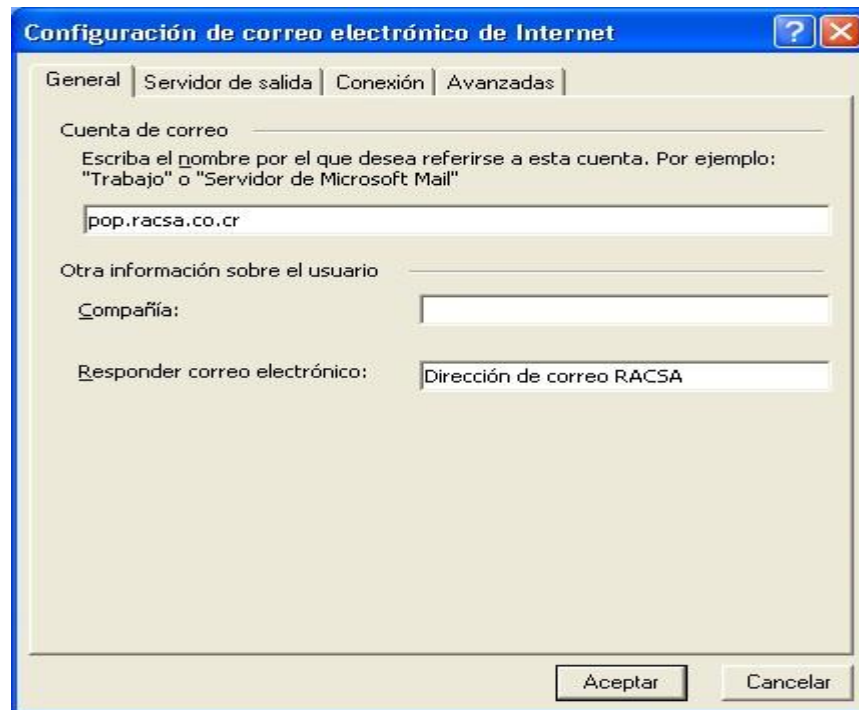 Configuración de correo electrónico de Internet
General Servidor de salida Conexión Avanzadas
Cuenta de correo
Escriba el nombre por el que desea referirse a esta cuenta. Por ejemplo:
"Trabajo" o "Servidor de Microsoft Mail"
pop.racsa.co.cr
Otra información sobre el usuario
Compañía:
Responder correo electrónico: Dirección de correo RACSA
Aceptar Cancelar